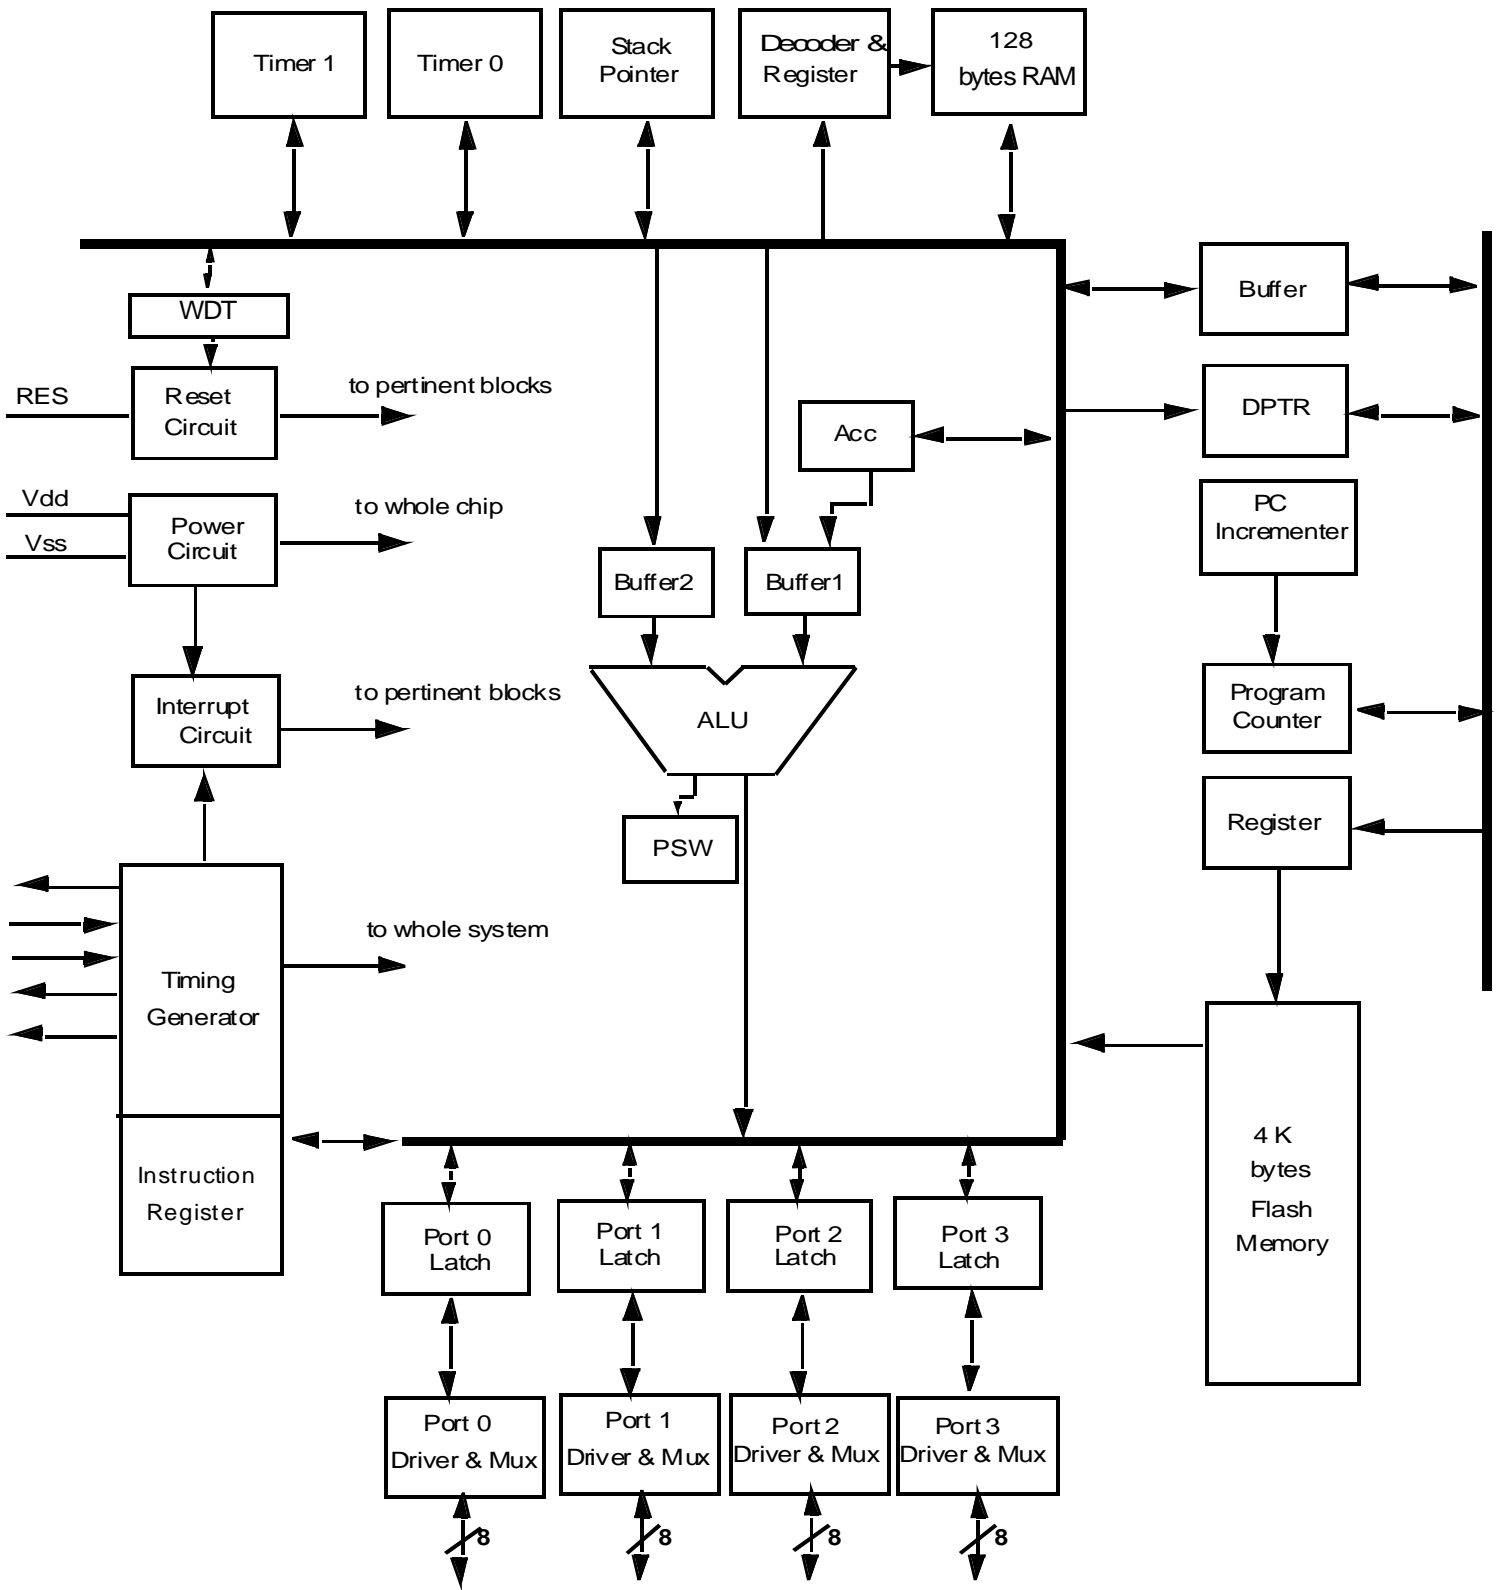 Timer 1
Timer 0
Stack
Pointer
Decoder &
Register
128
bytes RAM
WDT
Buffer
RES
Reset
Circuit
to pertinent blocks
Acc
DPTR
Vdd
Vss
Power
Circuit
to whole chip
PC
Incrementer
Buffer2
Buffer1
Interrupt
Circuit
to pertinent blocks
ALU
Program
Counter
PSW
Register
to whole system
Timing
Generator
Instruction
Register
4 K
bytes
Flash
Memory
Port 0
Latch
Port 1
Latch
Port 2
Latch
Port 3
Latch
Port 0
Driver & Mux
Port 1
Driver & Mux
Port 2
Driver & Mux
Port 3
Driver & Mux
8
8
8
8